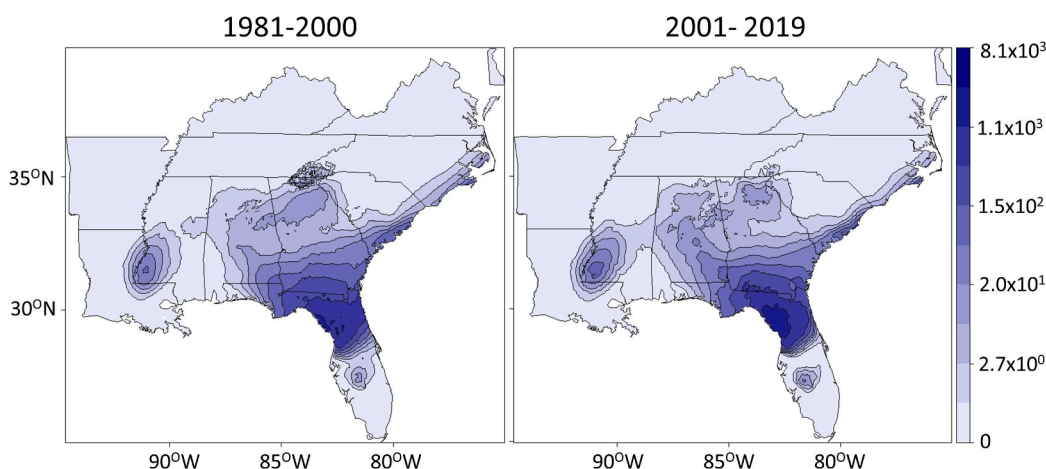 1981-2000
2001- 2019
35ᴼN
30ᴼN
90ᴼW
85ᴼW
80ᴼW
90ᴼW
85ᴼW
80ᴼW
8.1x10³
1.1x10³
1.5x10²
2.0x10¹
2.7x10⁰
0